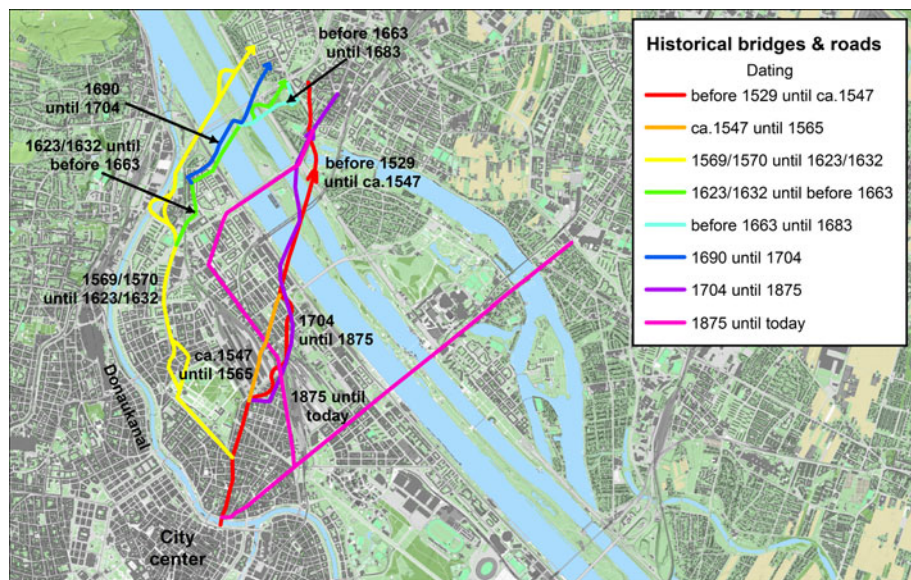 before 1663
until 1683
1690
until 1704
1623/1632 until
before 1663
before 1529
until ca.1547
1569/1570
until 1623/1632
1704
until 1875
ca.1547
until 1565
1875 until
today
Donaukanal
City
center
Historical bridges & roads
Dating
before 1529 until ca.1547
ca.1547 until 1565
1569/1570 until 1623/1632
1623/1632 until before 1663
before 1663 until 1683
1690 until 1704
1704 until 1875
1875 until today